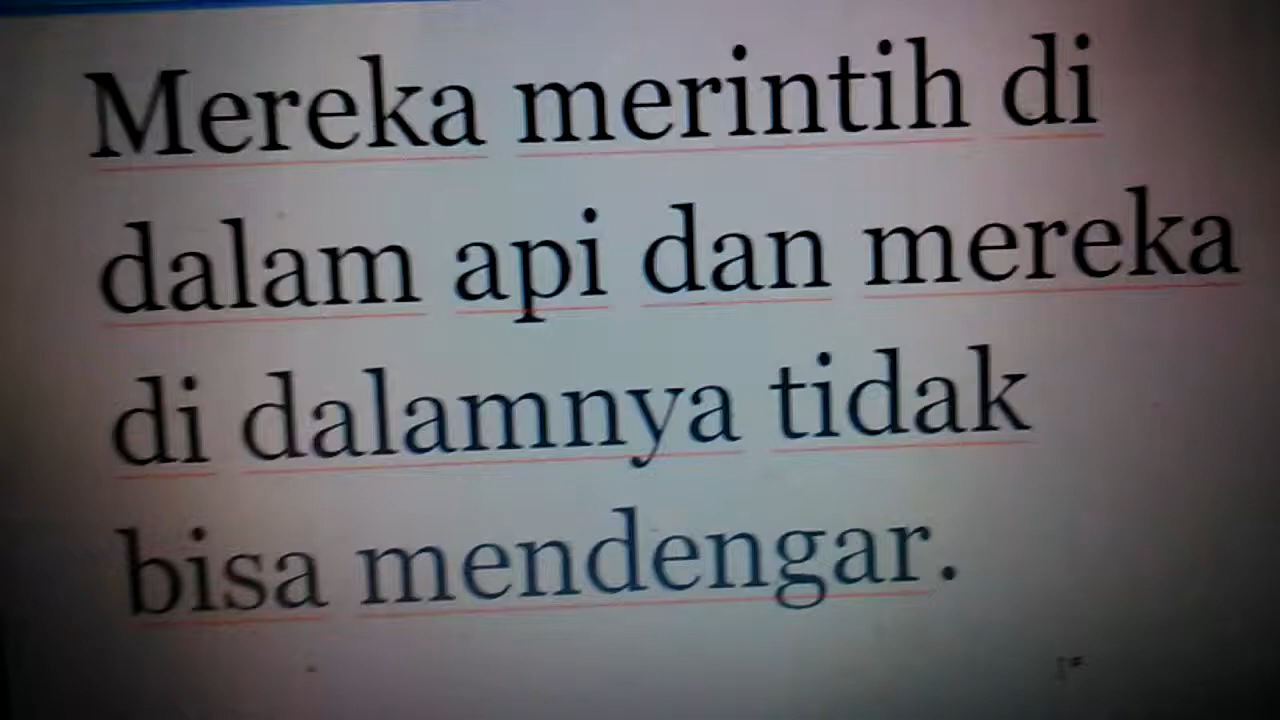 Mereka merintih di
dalam api dan mereka
di dalamnya tidak
bisa mendengar.